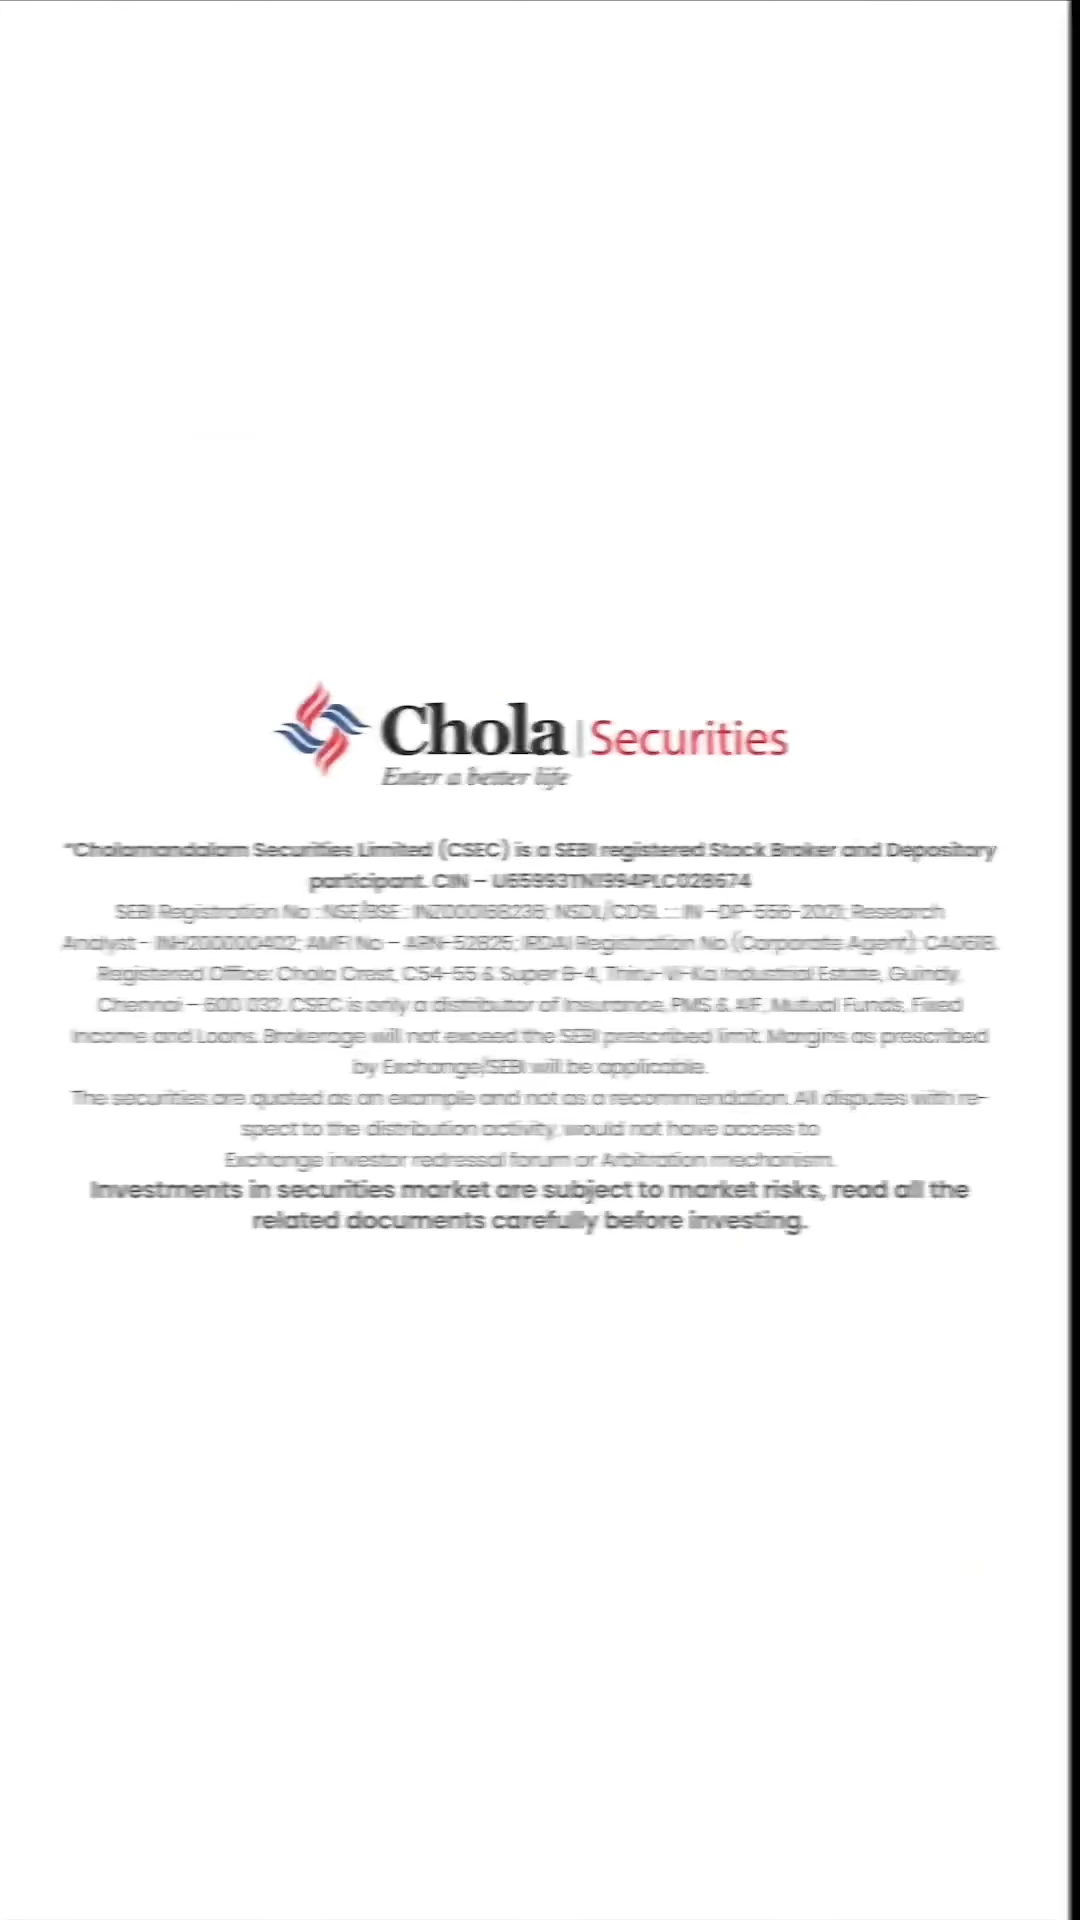 Chola | Securities
Enter a better life
"Cholamandalam Securities Limited (CSEC) is a SEBI registered Stock Broker and Depository
participant. CIN – U65993TN1994PLC028674
SEBI Registration No : NSE/BSE : INZ000168238; NSDL/CDSL : : IN –DP-556-2021; Research
Analyst - INH200000402; AMFI No – ARN-52825; IRDAI Registration No (Corporate Agent):
Registered Office: Chola Crest, C54-55 & Super B-4, Thiru-Vi-Ka Industrial Estate, Guindy,
Chennai – 600 032. CSEC is only a distributor of Insurance, PMS & AIF, Mutual Funds, Fixed
Income and Loans. Brokerage will not exceed the SEBI prescribed limit. Margins as prescribed
by Exchange/SEBI will be applicable.
The securities are quoted as an example and not as a recommendation. All disputes with re-
spect to the distribution activity, would not have access to
Exchange investor redressal forum or Arbitration mechanism.
Investments in securities market are subject to market risks, read all the
related documents carefully before investing.